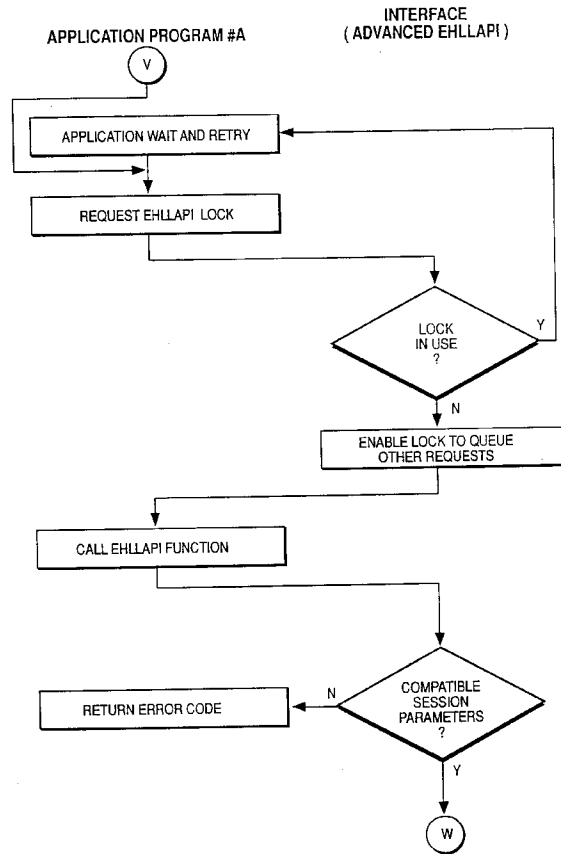 INTERFACE
( ADVANCED EHLLAPI )
APPLICATION PROGRAM #A
V
APPLICATION WAIT AND RETRY
REQUEST EHLLAPI LOCK
LOCK
IN USE
?
Y
N
ENABLE LOCK TO QUEUE
OTHER REQUESTS
CALL EHLLAPI FUNCTION
COMPATIBLE
SESSION
PARAMETERS
?
N
RETURN ERROR CODE
Y
W